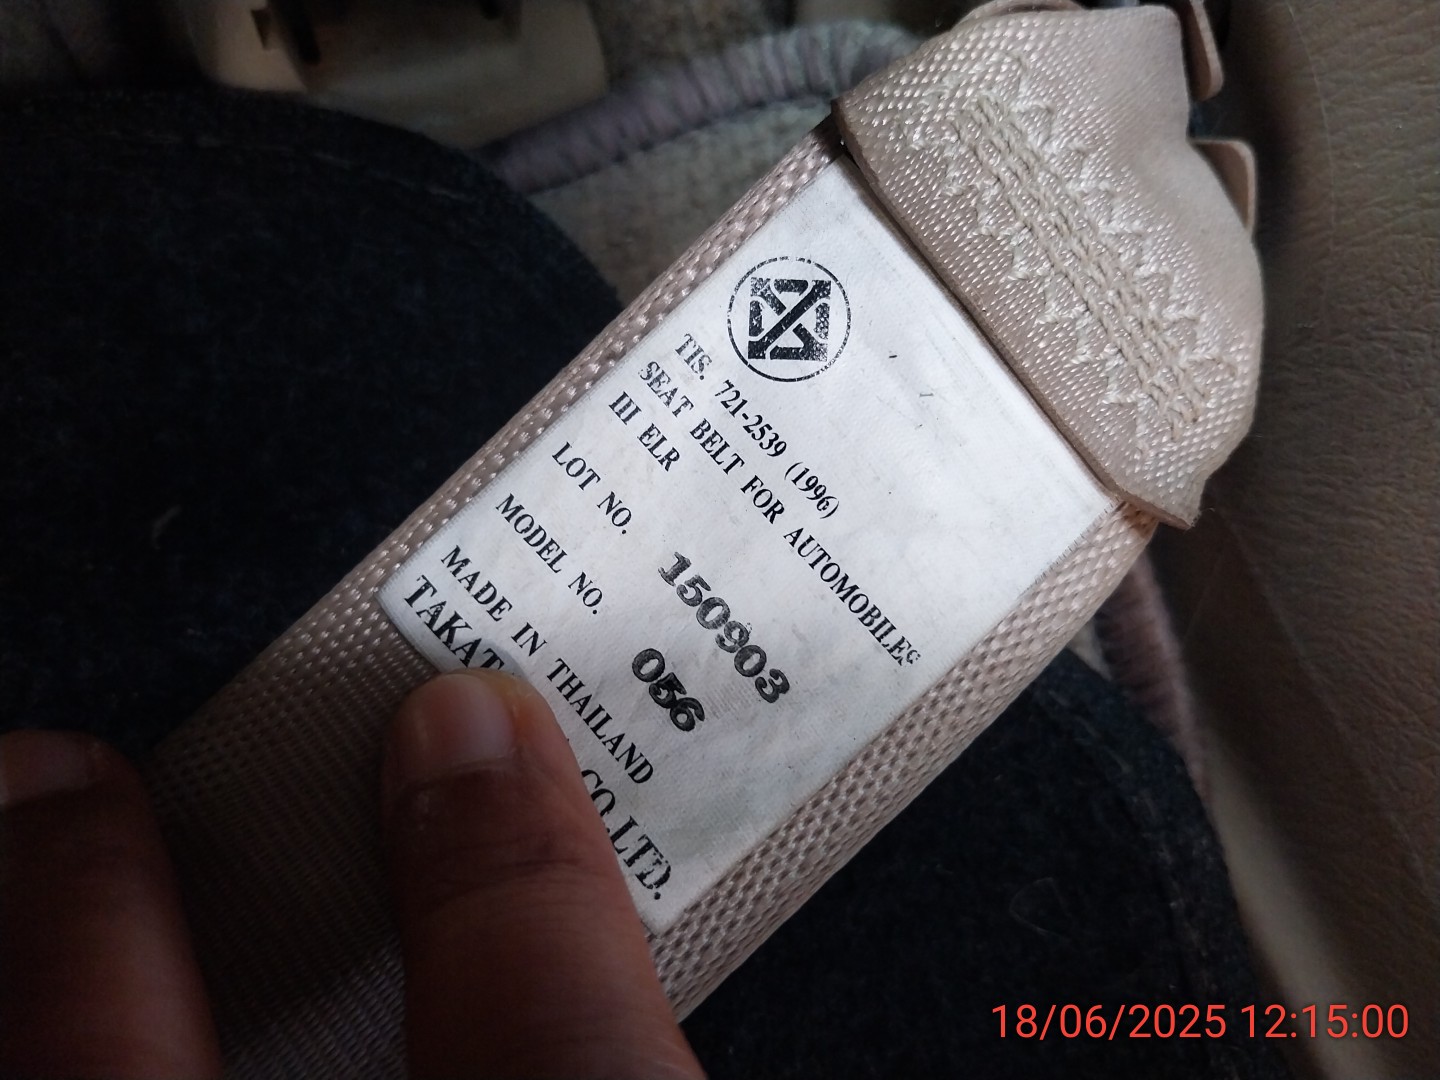 TIS. 721-2539 (1996)
SEAT BELT FOR AUTOMOBILES
III ELR
LOT NO. 150903
MODEL NO. 056
MADE IN THAILAND
TAKAT CO.,LTD.
18/06/2025 12:15:00